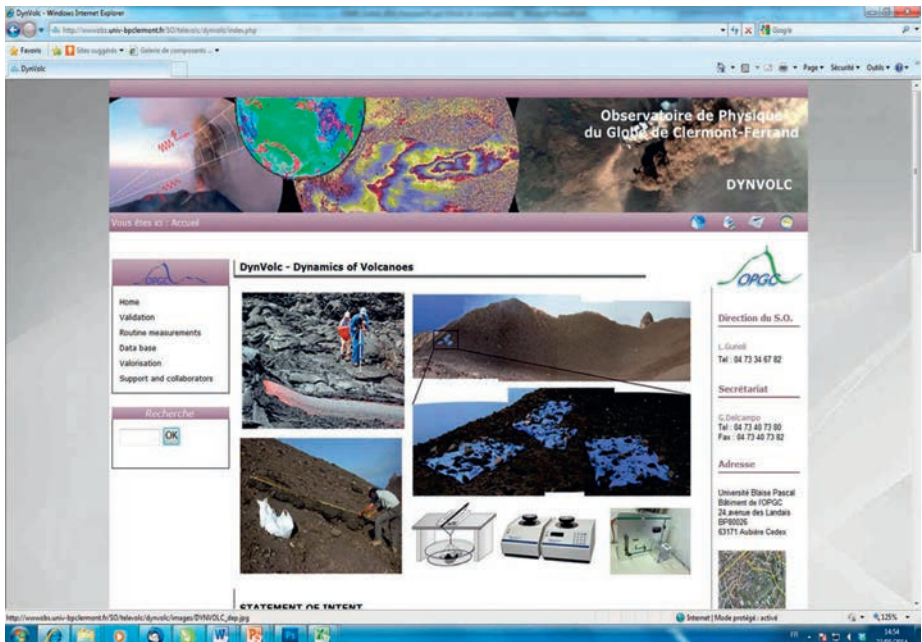 DynVolc - Windows Internet Explorer
http://wwwobs.univ-bpclermont.fr/SO/televolc/dynvolc/index.php
Google
Favoris
Sites suggérés
Galerie de composants ...
DynVolc
Page
Sécurité
Outils
Observatoire de Physique
du Globe de Clermont-Ferrand
DYNVOLC
Vous êtes ici : Accueil
OPGC
Home
Validation
Routine measurements
Data base
Valorisation
Support and collaborators
Recherche
OK
DynVolc - Dynamics of Volcanoes
STATEMENT OF INTENT
OPGC
Direction du S.O.
L.Gurioli
Tel : 04 73 34 67 82
Secrétariat
G.Delcampo
Tel : 04 73 40 73 80
Fax : 04 73 40 73 82
Adresse
Université Blaise Pascal
Bâtiment de l'OPGC
24 avenue des Landais
BP80026
63171 Aubière Cedex
http://wwwobs.univ-bpclermont.fr/SO/televolc/dynvolc/images/DYNVOLC_dep.jpg
Internet | Mode protégé : activé
125%
FR
14:54